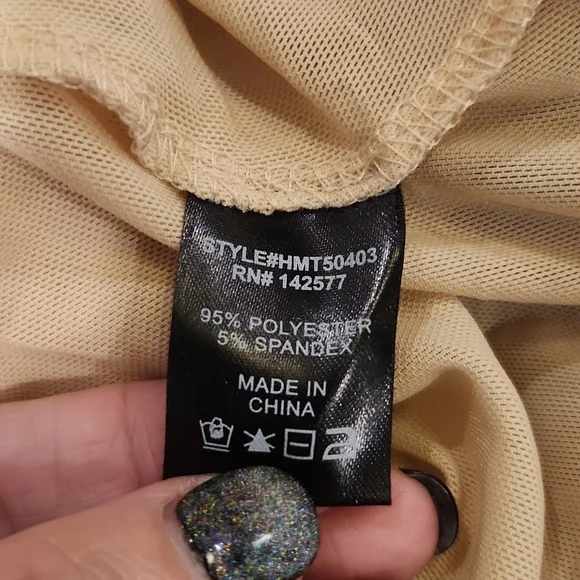 STYLE#HMT50403
RN# 142577
95% POLYESTER
5% SPANDEX
MADE IN
CHINA